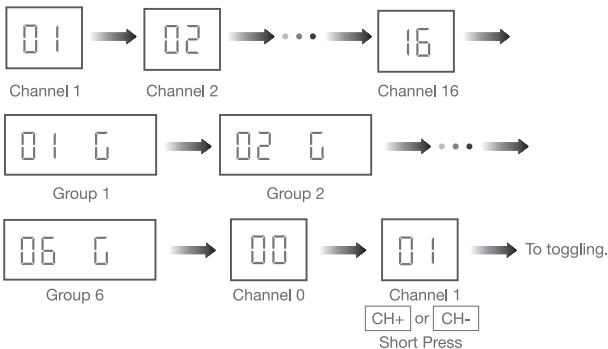 01 02 16
Channel 1 Channel 2 Channel 16
01 G 02 G
Group 1 Group 2
06 G 00 01 To toggling.
Group 6 Channel 0 Channel 1
CH+ or CH-
Short Press